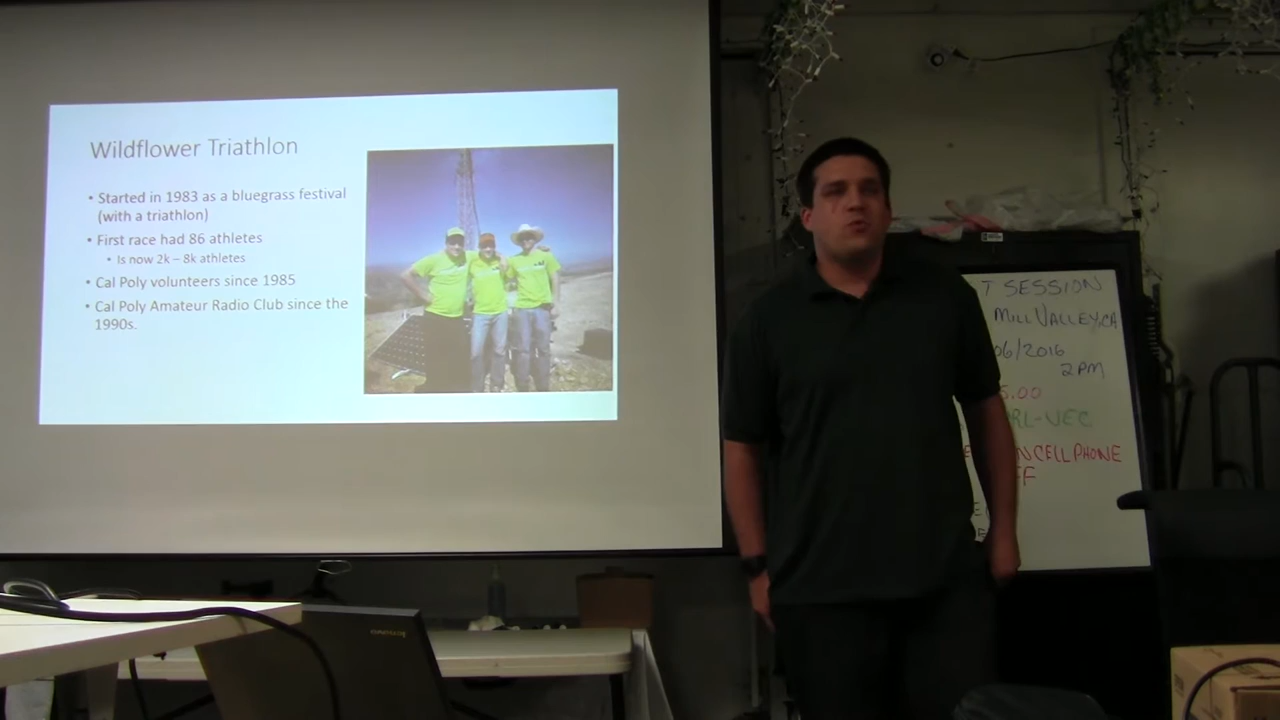 Wildflower Triathlon
• Started in 1983 as a bluegrass festival
(with a triathlon)
• First race had 86 athletes
• Is now 2k – 8k athletes
• Cal Poly volunteers since 1985
• Cal Poly Amateur Radio Club since the
1990s.
T SESSION
MILL VALLEY, CA
06/2016
2PM
5.00
RL-VEC
N CELL PHONE
FF